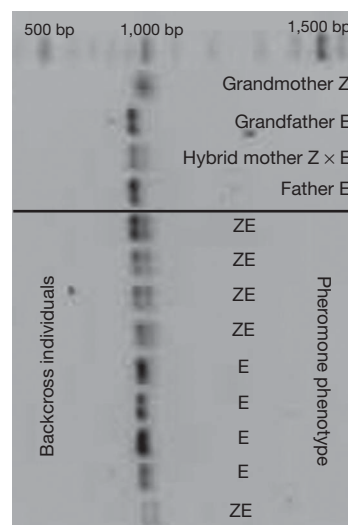 500 bp 1,000 bp 1,500 bp
Grandmother Z
Grandfather E
Hybrid mother Z × E
Father E
ZE
ZE
ZE
ZE
E
E
E
E
ZE
Backcross individuals
Pheromone phenotype